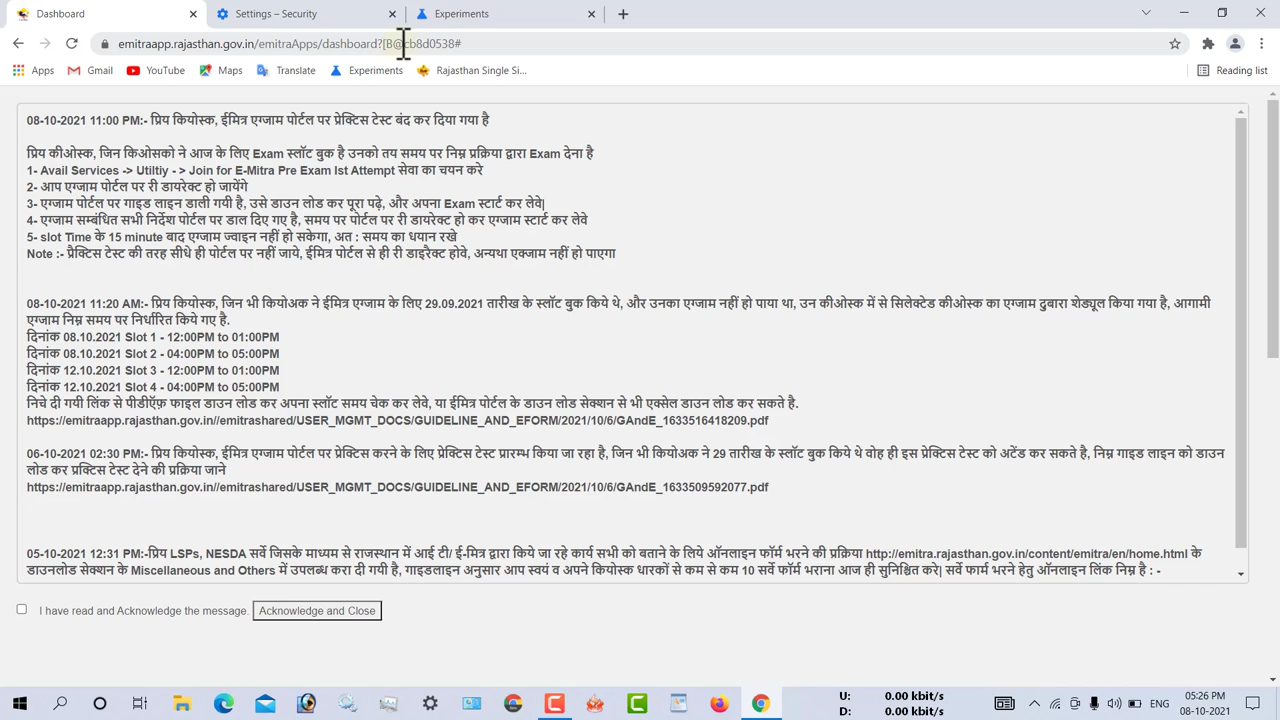 Dashboard
Settings – Security
Experiments
emitraapp.rajasthan.gov.in/emitraApps/dashboard?[B@cb8d0538#
Apps
Gmail
YouTube
Maps
Translate
Experiments
Rajasthan Single Si...
Reading list
08-10-2021 11:00 PM:- प्रिय कियोस्क, ईमित्र एग्जाम पोर्टल पर प्रेक्टिस टेस्ट बंद कर दिया गया है
प्रिय कीओस्क, जिन किओसको ने आज के लिए Exam स्लॉट बुक है उनको तय समय पर निम्न प्रक्रिया द्वारा Exam देना है
1- Avail Services -> Utiltiy - > Join for E-Mitra Pre Exam Ist Attempt सेवा का चयन करे
2- आप एग्जाम पोर्टल पर री डायरेक्ट हो जायेंगे
3- एग्जाम पोर्टल पर गाइड लाइन डाली गयी है, उसे डाउन लोड कर पूरा पढ़े, और अपना Exam स्टार्ट कर लेवे|
4- एग्जाम सम्बंधित सभी निर्देश पोर्टल पर डाल दिए गए है, समय पर पोर्टल पर री डायरेक्ट हो कर एग्जाम स्टार्ट कर लेवे
5- slot Time के 15 minute बाद एग्जाम ज्वाइन नहीं हो सकेगा, अत : समय का धयान रखे
Note :- प्रैक्टिस टेस्ट की तरह सीधे ही पोर्टल पर नहीं जाये, ईमित्र पोर्टल से ही री डाइरैक्ट होवे, अन्यथा एक्जाम नहीं हो पाएगा
08-10-2021 11:20 AM:- प्रिय कियोस्क, जिन भी कियोअक ने ईमित्र एग्जाम के लिए 29.09.2021 तारीख के स्लॉट बुक किये थे, और उनका एग्जाम नहीं हो पाया था, उन कीओस्क में से सिलेक्टेड कीओस्क का एग्जाम दुबारा शेड्यूल किया गया है, आगामी
एग्जाम निम्न समय पर निर्धारित किये गए है.
दिनांक 08.10.2021 Slot 1 - 12:00PM to 01:00PM
दिनांक 08.10.2021 Slot 2 - 04:00PM to 05:00PM
दिनांक 12.10.2021 Slot 3 - 12:00PM to 01:00PM
दिनांक 12.10.2021 Slot 4 - 04:00PM to 05:00PM
निचे दी गयी लिंक से पीडीऍफ़ फाइल डाउन लोड कर अपना स्लॉट समय चेक कर लेवे, या ईमित्र पोर्टल के डाउन लोड सेक्शन से भी एक्सेल डाउन लोड कर सकते है.
https://emitraapp.rajasthan.gov.in//emitrashared/USER_MGMT_DOCS/GUIDELINE_AND_EFORM/2021/10/6/GAndE_1633516418209.pdf
06-10-2021 02:30 PM:- प्रिय कियोस्क, ईमित्र एग्जाम पोर्टल पर प्रेक्टिस करने के लिए प्रेक्टिस टेस्ट प्रारम्भ किया जा रहा है, जिन भी कियोअक ने 29 तारीख के स्लॉट बुक किये थे वोह ही इस प्रेक्टिस टेस्ट को अटेंड कर सकते है, निम्न गाइड लाइन को डाउन
लोड कर प्रक्टिस टेस्ट देने की प्रक्रिया जाने
https://emitraapp.rajasthan.gov.in//emitrashared/USER_MGMT_DOCS/GUIDELINE_AND_EFORM/2021/10/6/GAndE_1633509592077.pdf
05-10-2021 12:31 PM:-प्रिय LSPs, NESDA सर्वे जिसके माध्यम से राजस्थान में आई टी/ ई-मित्र द्वारा किये जा रहे कार्य सभी को बताने के लिये ऑनलाइन फॉर्म भरने की प्रक्रिया http://emitra.rajasthan.gov.in/content/emitra/en/home.html के
डाउनलोड सेक्शन के Miscellaneous and Others में उपलब्ध करा दी गयी है, गाइडलाइन अनुसार आप स्वयं व अपने कियोस्क धारकों से कम से कम 10 सर्वे फॉर्म भराना आज ही सुनिश्चित करे| सर्वे फार्म भरने हेतु ऑनलाइन लिंक निम्न है : -
I have read and Acknowledge the message.
Acknowledge and Close
U: 0.00 kbit/s
D: 0.00 kbit/s
ENG
05:26 PM
08-10-2021